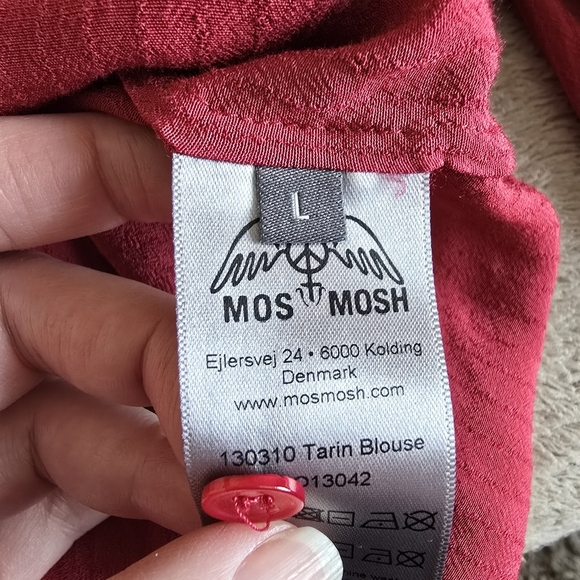 L
MOS MOSH
Ejlersvej 24 • 6000 Kolding
Denmark
www.mosmosh.com
130310 Tarin Blouse